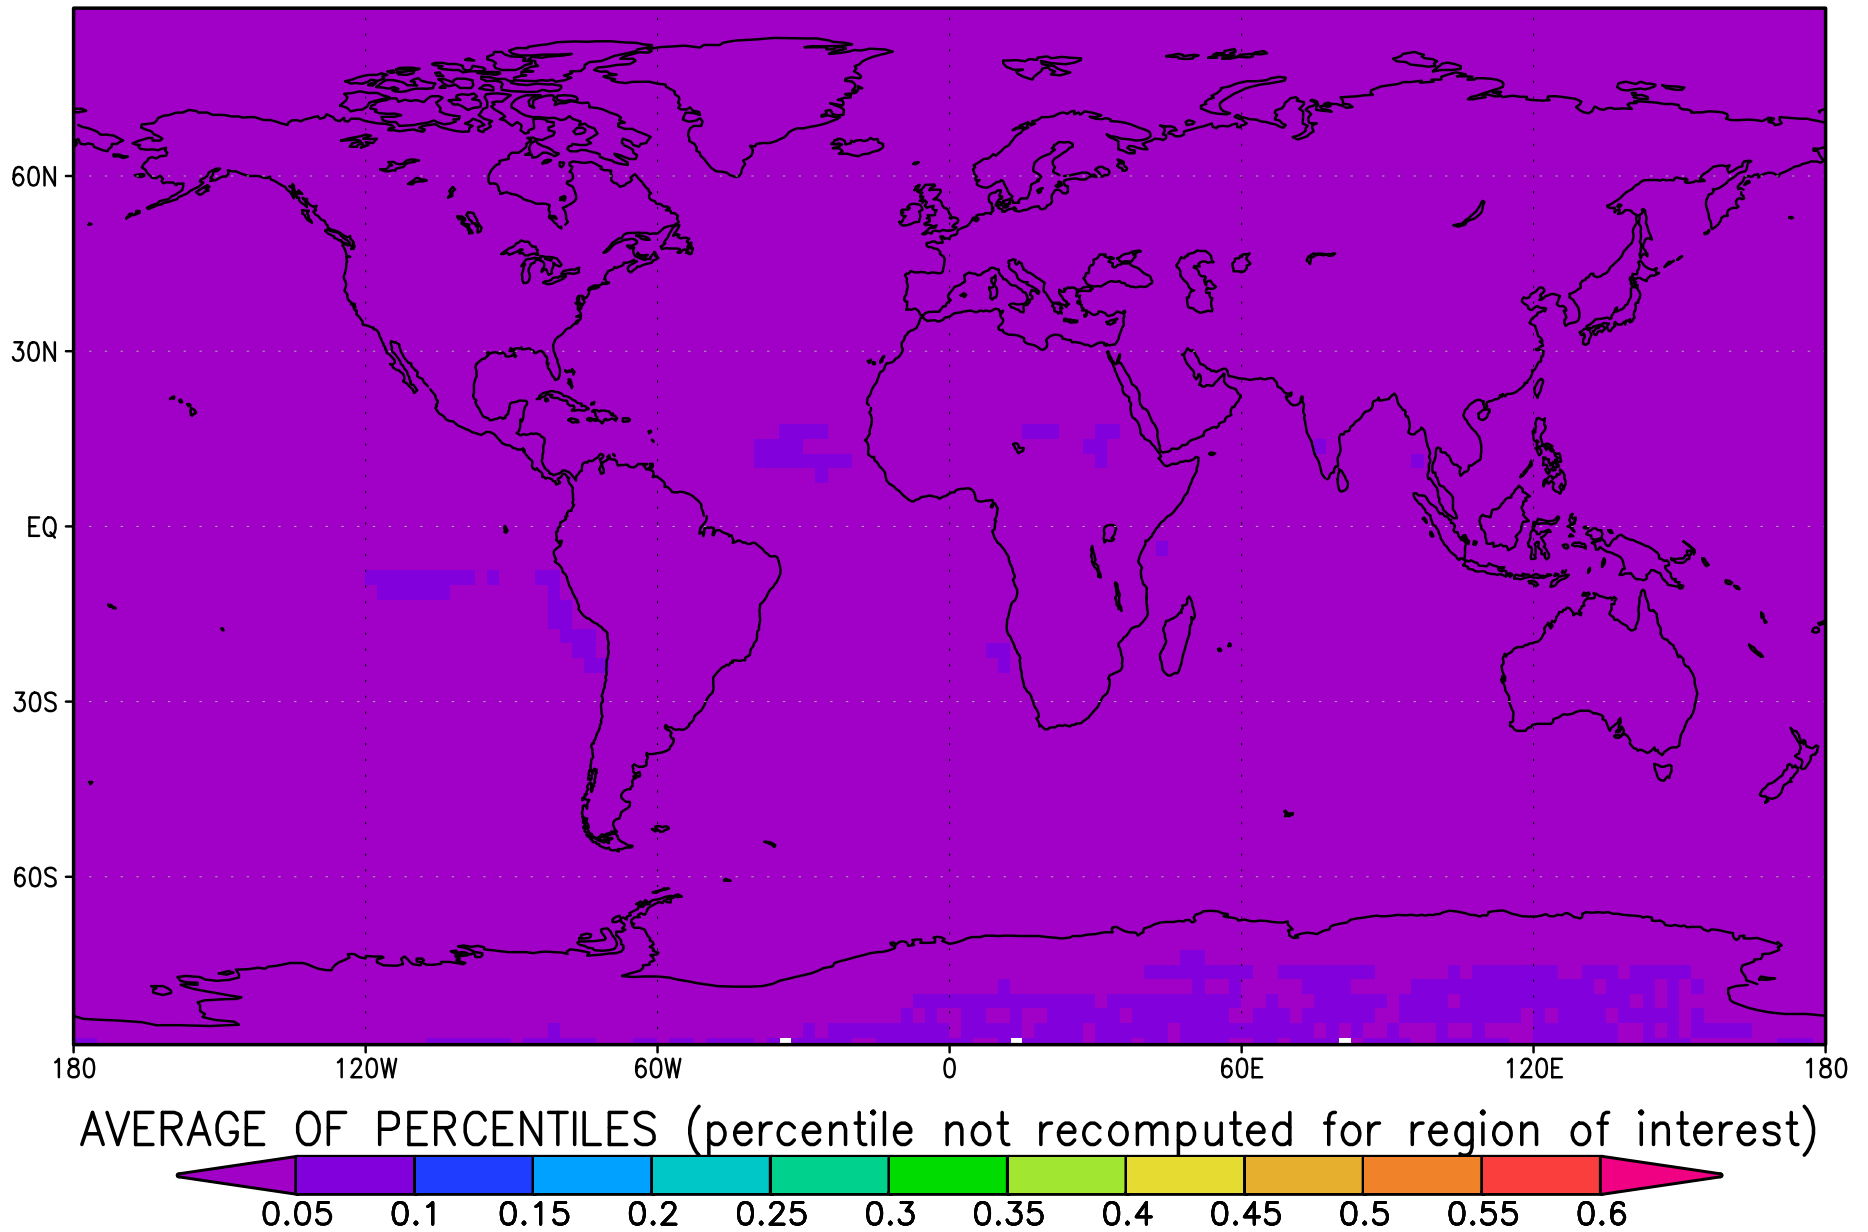 60N
30N
EQ
30S
60S
180 120W 60W 0 60E 120E 180
AVERAGE OF PERCENTILES (percentile not recomputed for region of interest)
0.05 0.1 0.15 0.2 0.25 0.3 0.35 0.4 0.45 0.5 0.55 0.6